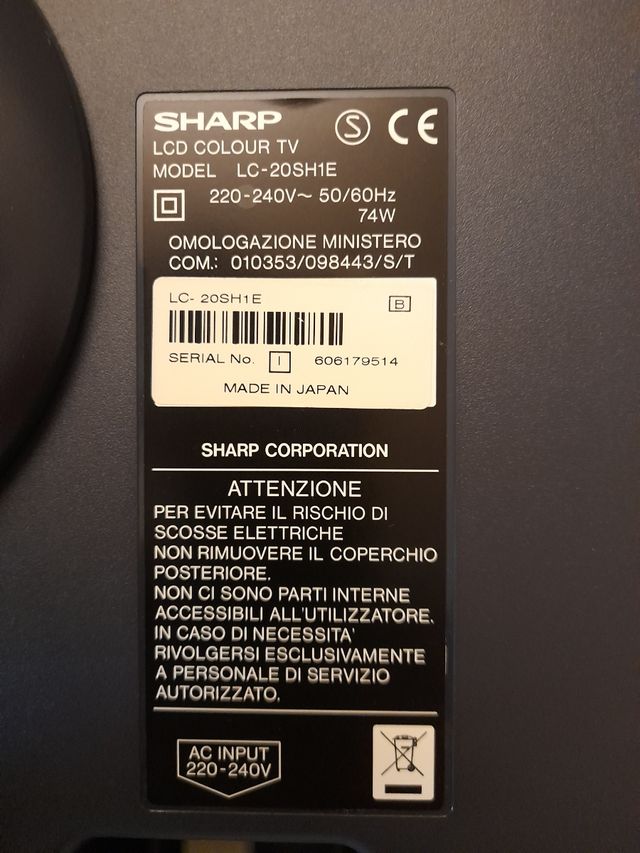 SHARP
S CE
LCD COLOUR TV
MODEL LC-20SH1E
220-240V~ 50/60Hz
74W
OMOLOGAZIONE MINISTERO
COM.: 010353/098443/S/T
LC- 20SH1E
B
SERIAL No. I 606179514
MADE IN JAPAN
SHARP CORPORATION
ATTENZIONE
PER EVITARE IL RISCHIO DI
SCOSSE ELETTRICHE
NON RIMUOVERE IL COPERCHIO
POSTERIORE.
NON CI SONO PARTI INTERNE
ACCESSIBILI ALL'UTILIZZATORE.
IN CASO DI NECESSITA'
RIVOLGERSI ESCLUSIVAMENTE
A PERSONALE DI SERVIZIO
AUTORIZZATO.
AC INPUT
220-240V